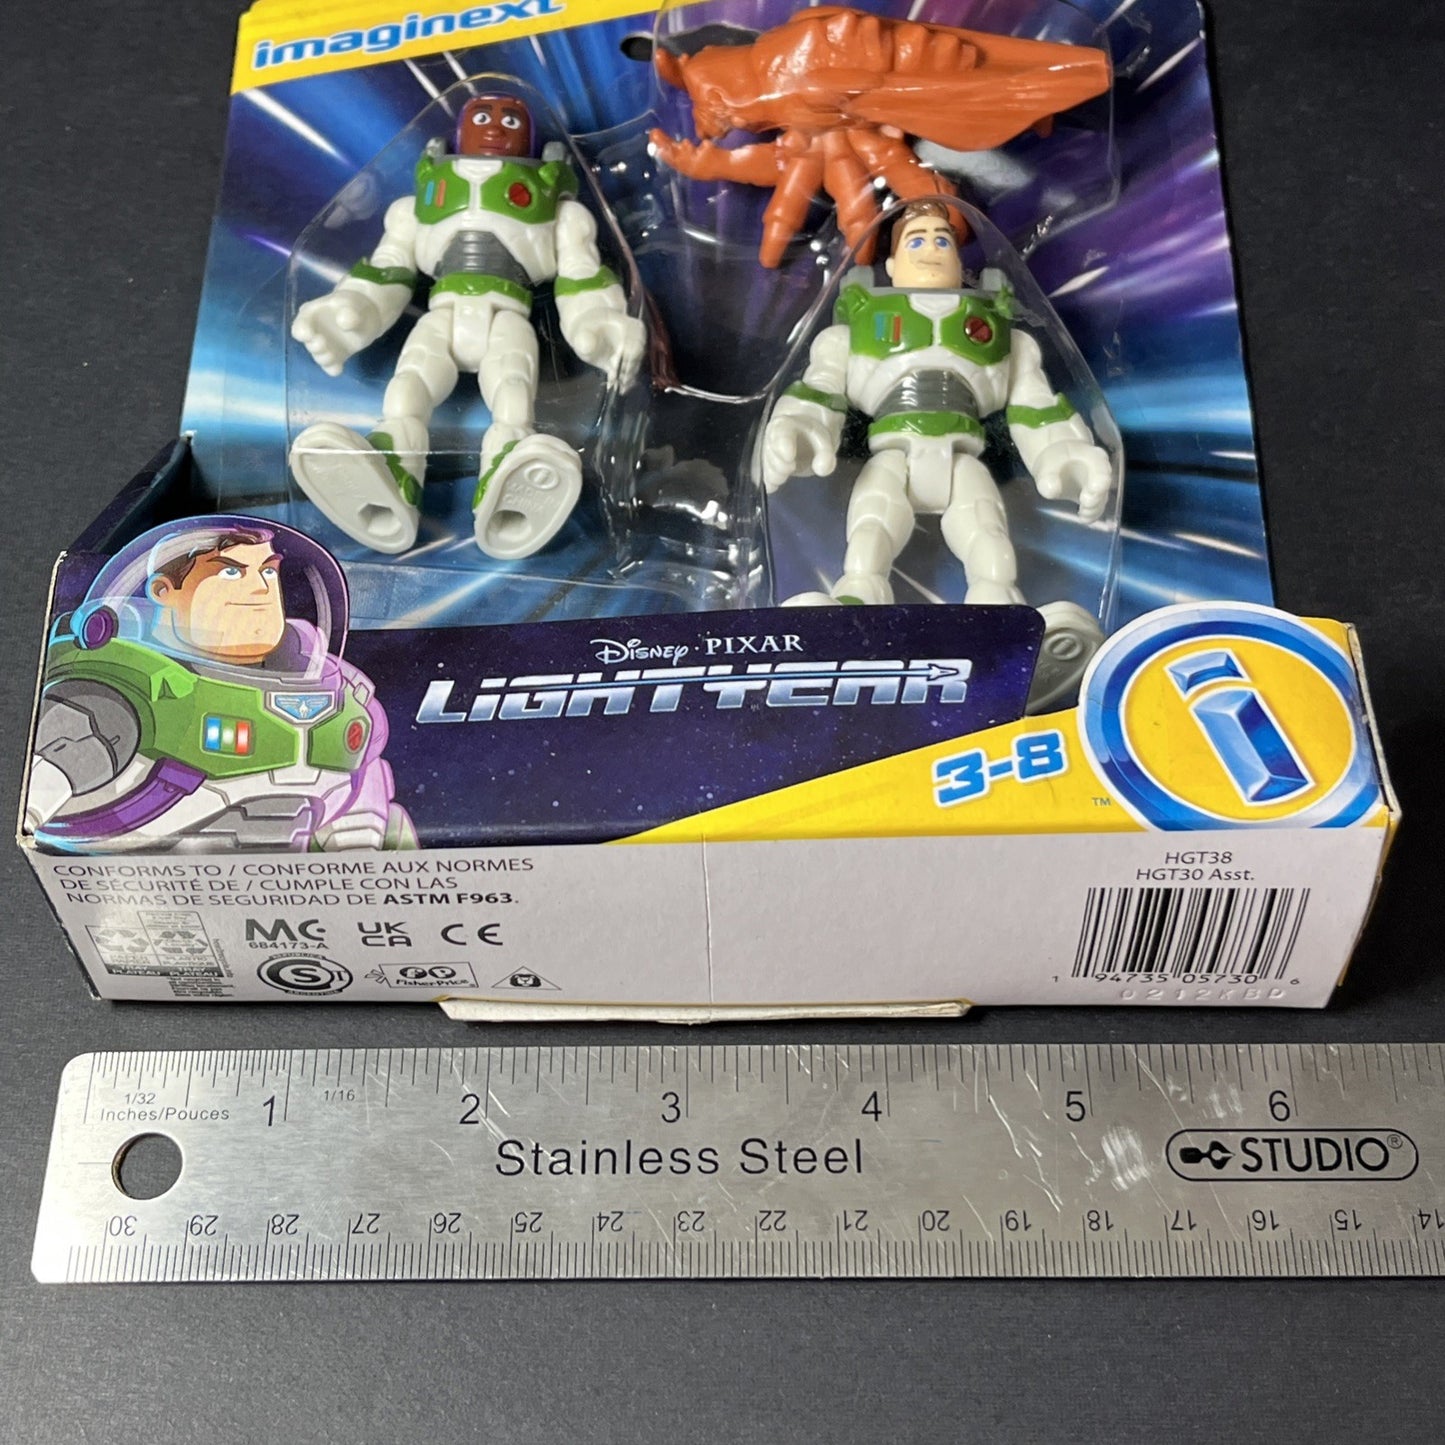 imaginext
Disney · PIXAR
LIGHTYEAR
3-8
TM
CONFORMS TO / CONFORME AUX NORMES
DE SÉCURITÉ DE / CUMPLE CON LAS
NORMAS DE SEGURIDAD DE ASTM F963.
MC
684173-A
UK
CA
CE
S
Fisher-Price
HGT38
HGT30 Asst.
1 94735 05730 6
0212KBD
1/32
Inches/Pouces
1/16
1 2 3 4 5 6
Stainless Steel
STUDIO®
30 29 28 27 26 25 24 23 22 21 20 19 18 17 16 15 14